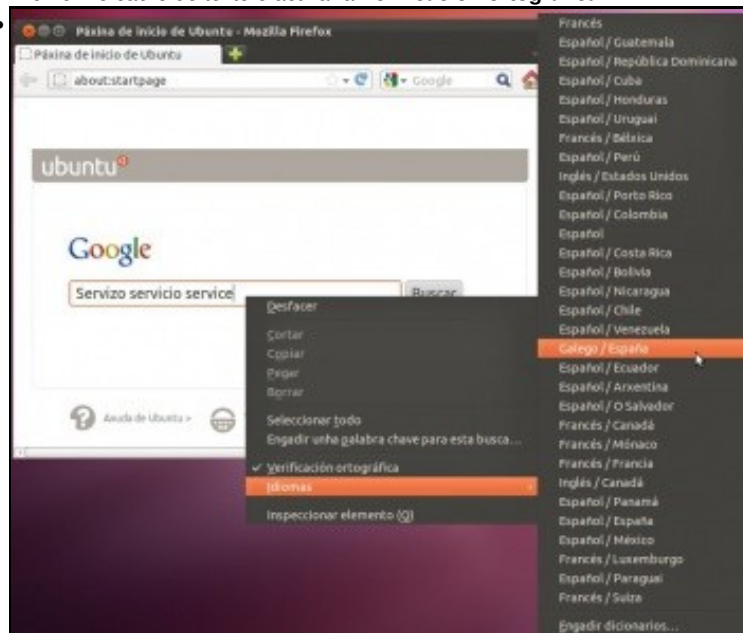 Páxina de inicio de Ubuntu - Mozilla Firefox
Páxina de inicio de Ubuntu
about:startpage
Google
ubuntu
Google
Servizo servicio service
Buscar
Axuda de Ubuntu >
Desfacer
Cortar
Copiar
Pegar
Borrar
Seleccionar todo
Engadir unha palabra chave para esta busca...
Verificación ortográfica
Idiomas
Inspeccionar elemento (Q)
Francés
Español / Guatemala
Español / República Dominicana
Español / Cuba
Español / Honduras
Español / Uruguai
Francés / Bélxica
Español / Perú
Inglés / Estados Unidos
Español / Porto Rico
Español / Colombia
Español
Español / Costa Rica
Español / Bolivia
Español / Nicaragua
Español / Chile
Español / Venezuela
Galego / España
Español / Ecuador
Español / Arxentina
Español / O Salvador
Francés / Canadá
Francés / Mónaco
Francés / Francia
Inglés / Canadá
Español / Panamá
Español / España
Español / México
Francés / Luxemburgo
Español / Paraguai
Francés / Suíza
Engadir dicionarios...